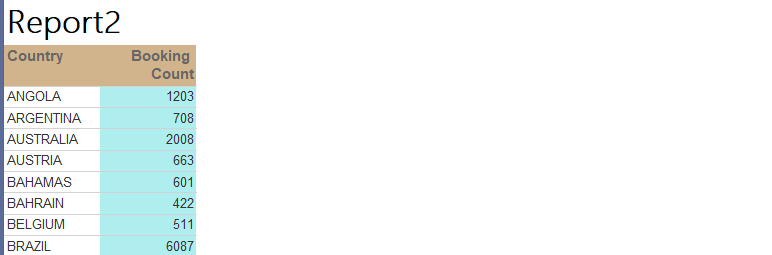 Report2
Country Booking
Count
ANGOLA 1203
ARGENTINA 708
AUSTRALIA 2008
AUSTRIA 663
BAHAMAS 601
BAHRAIN 422
BELGIUM 511
BRAZIL 6087